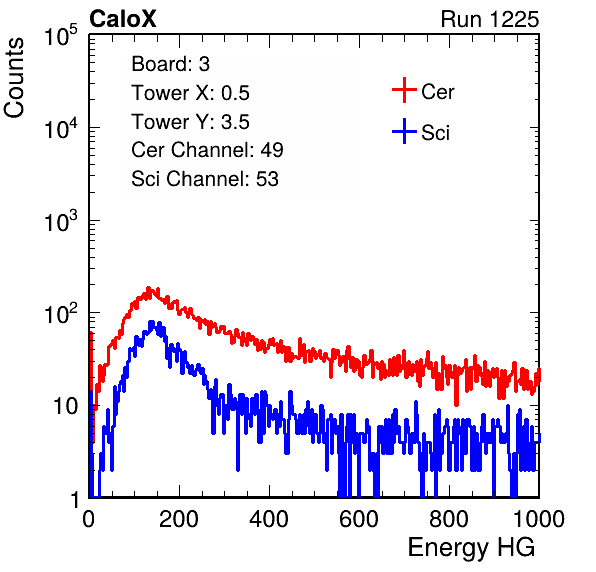 CaloX Run 1225
Counts
Board: 3
Tower X: 0.5
Tower Y: 3.5
Cer Channel: 49
Sci Channel: 53
Cer
Sci
10^5
10^4
10^3
10^2
10
1
0 200 400 600 800 1000
Energy HG